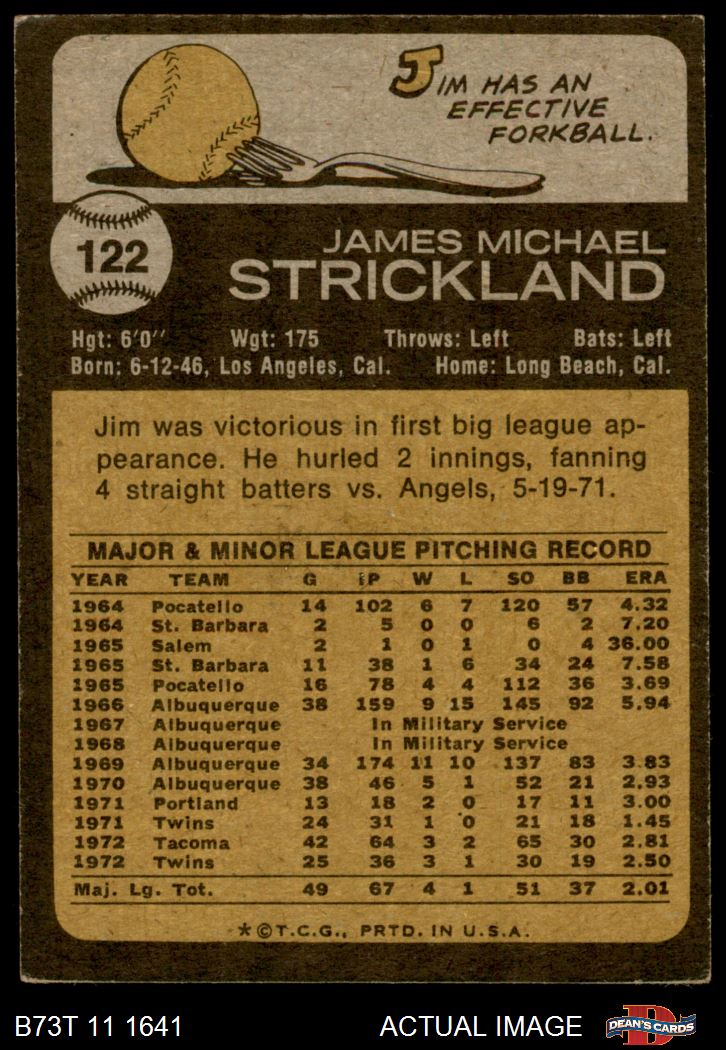 JIM HAS AN
EFFECTIVE
FORKBALL.
122
JAMES MICHAEL
STRICKLAND
Hgt: 6'0" Wgt: 175 Throws: Left Bats: Left
Born: 6-12-46, Los Angeles, Cal. Home: Long Beach, Cal.
Jim was victorious in first big league ap-
pearance. He hurled 2 innings, fanning
4 straight batters vs. Angels, 5-19-71.
MAJOR & MINOR LEAGUE PITCHING RECORD
YEAR TEAM G IP W L SO BB ERA
1964 Pocatello 14 102 6 7 120 57 4.32
1964 St. Barbara 2 5 0 0 6 2 7.20
1965 Salem 2 1 0 1 0 4 36.00
1965 St. Barbara 11 38 1 6 34 24 7.58
1965 Pocatello 16 78 4 4 112 36 3.69
1966 Albuquerque 38 159 9 15 145 92 5.94
1967 Albuquerque In Military Service
1968 Albuquerque In Military Service
1969 Albuquerque 34 174 11 10 137 83 3.83
1970 Albuquerque 38 46 5 1 52 21 2.93
1971 Portland 13 18 2 0 17 11 3.00
1971 Twins 24 31 1 0 21 18 1.45
1972 Tacoma 42 64 3 2 65 30 2.81
1972 Twins 25 36 3 1 30 19 2.50
Maj. Lg. Tot. 49 67 4 1 51 37 2.01
*©T.C.G., PRTD. IN U.S.A.
B73T 11 1641 ACTUAL IMAGE D DEAN'S CARDS